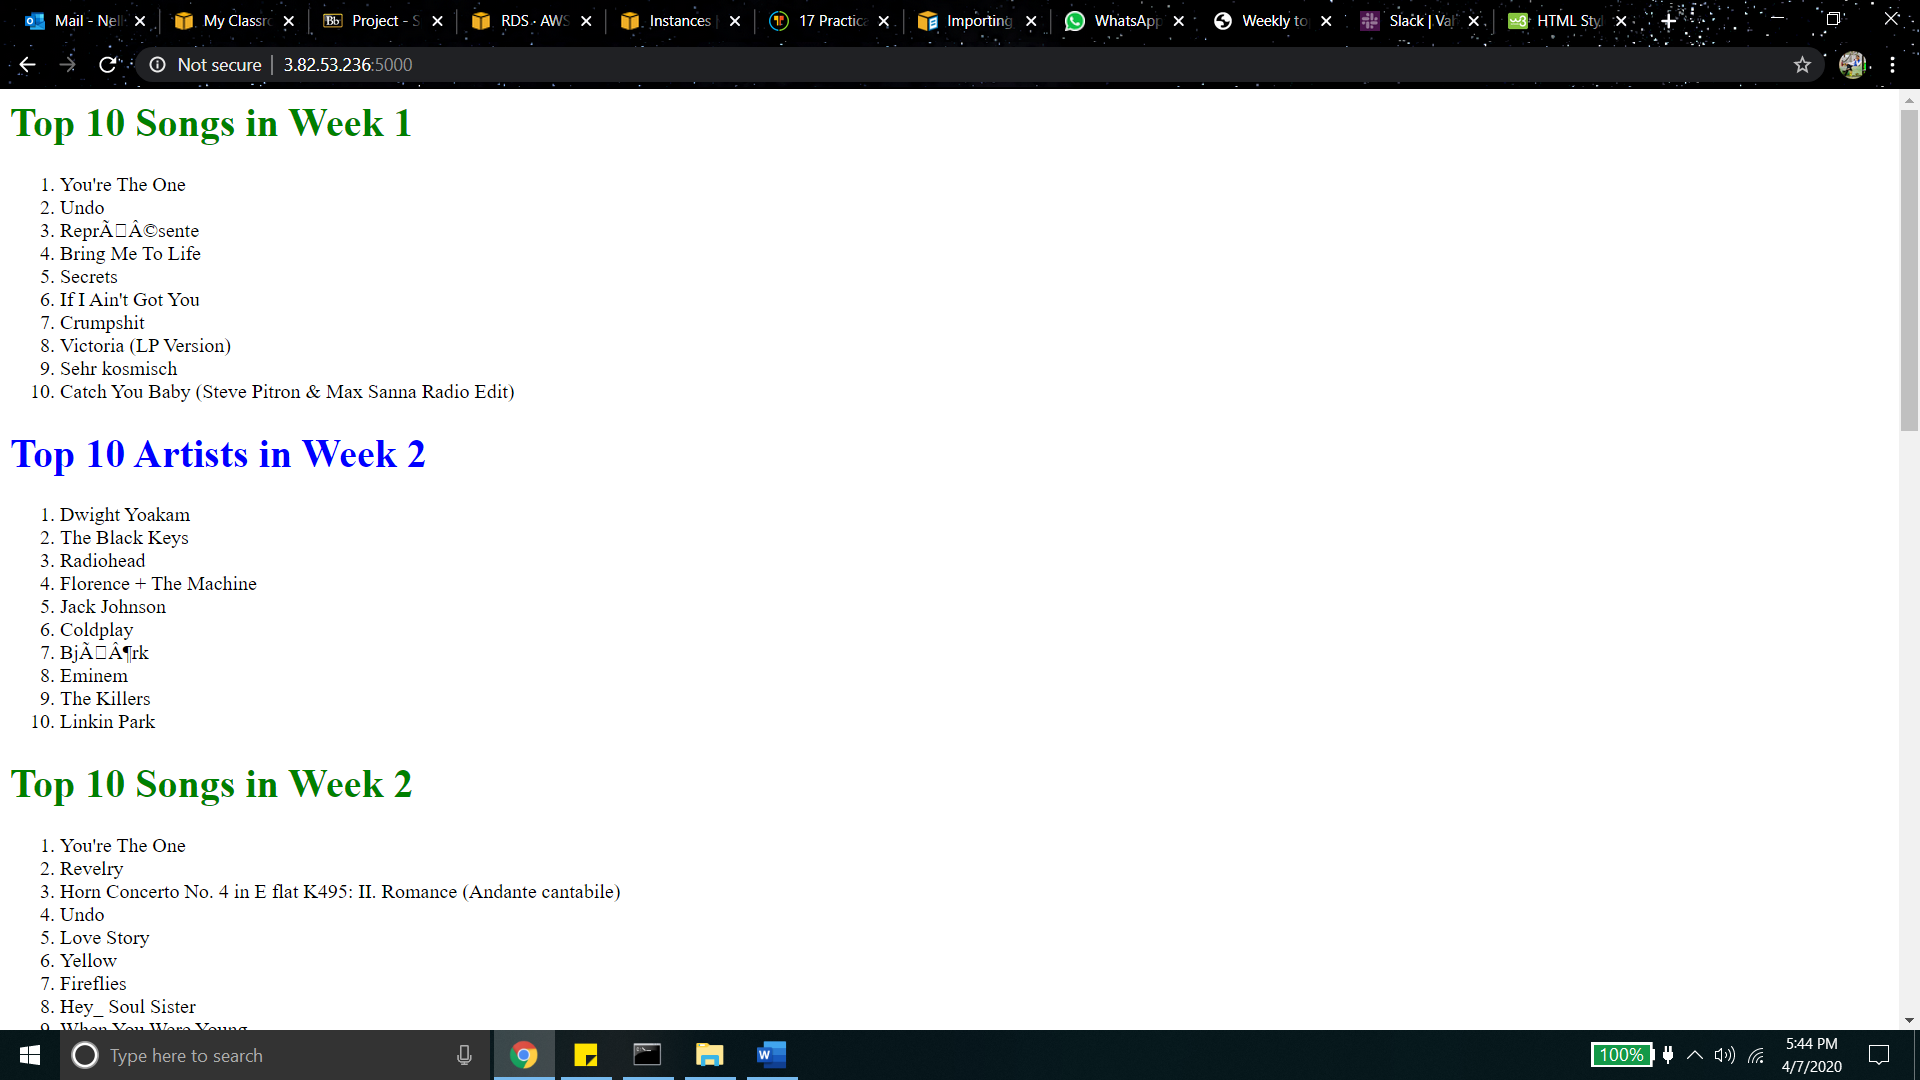 Mail - Nell
My Classr
Project - S
RDS · AWS
Instances
17 Practica
Importing
WhatsApp
Weekly to
Slack | Val
HTML Sty
Not secure | 3.82.53.236:5000
Top 10 Songs in Week 1
1. You're The One
2. Undo
3. ReprÃ□Â©sente
4. Bring Me To Life
5. Secrets
6. If I Ain't Got You
7. Crumpshit
8. Victoria (LP Version)
9. Sehr kosmisch
10. Catch You Baby (Steve Pitron & Max Sanna Radio Edit)
Top 10 Artists in Week 2
1. Dwight Yoakam
2. The Black Keys
3. Radiohead
4. Florence + The Machine
5. Jack Johnson
6. Coldplay
7. BjÃ□Â¶rk
8. Eminem
9. The Killers
10. Linkin Park
Top 10 Songs in Week 2
1. You're The One
2. Revelry
3. Horn Concerto No. 4 in E flat K495: II. Romance (Andante cantabile)
4. Undo
5. Love Story
6. Yellow
7. Fireflies
8. Hey_ Soul Sister
9. When You Were Young
Type here to search
100%
5:44 PM
4/7/2020